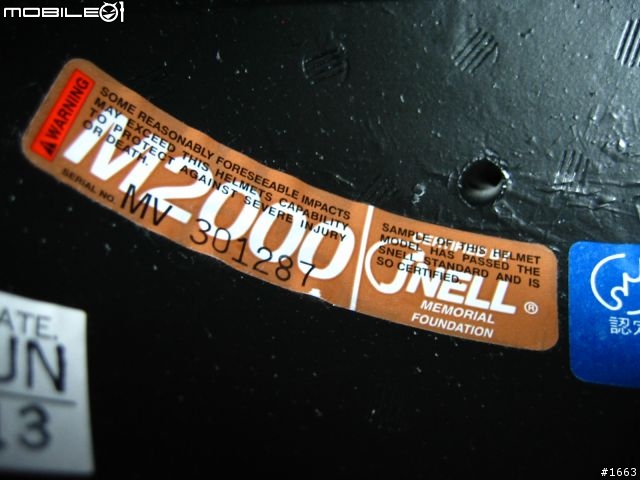 MOBILE01
WARNING
SOME REASONABLY FORESEEABLE IMPACTS
MAY EXCEED THIS HELMETS CAPABILITY
TO PROTECT AGAINST SEVERE INJURY
OR DEATH.
M2000
SERIAL NO.
MV 301287
SAMPLE OF THIS HELMET
MODEL HAS PASSED THE
SNELL STANDARD AND IS
SO CERTIFIED.
SNELL ®
MEMORIAL
FOUNDATION
ATE.
UN
13
認定
#1663